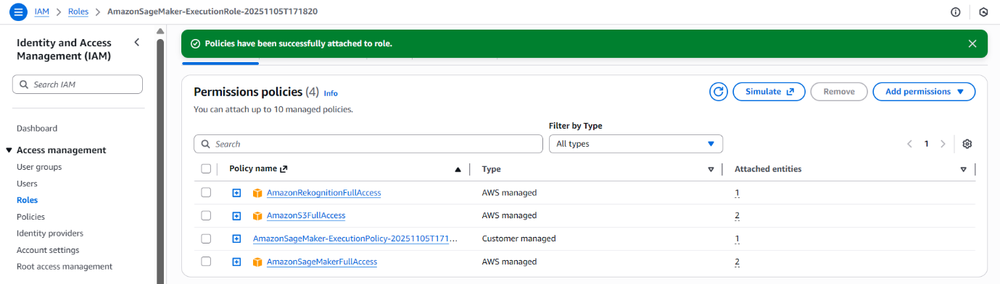 IAM > Roles > AmazonSageMaker-ExecutionRole-20251105T171820
Identity and Access
Management (IAM)
Search IAM
Dashboard
Access management
User groups
Users
Roles
Policies
Identity providers
Account settings
Root access management
Policies have been successfully attached to role.
Permissions policies (4) Info
You can attach up to 10 managed policies.
Simulate
Remove
Add permissions
Filter by Type
Search
All types
1
Policy name Type Attached entities
AmazonRekognitionFullAccess AWS managed 1
AmazonS3FullAccess AWS managed 2
AmazonSageMaker-ExecutionPolicy-20251105T171... Customer managed 1
AmazonSageMakerFullAccess AWS managed 2